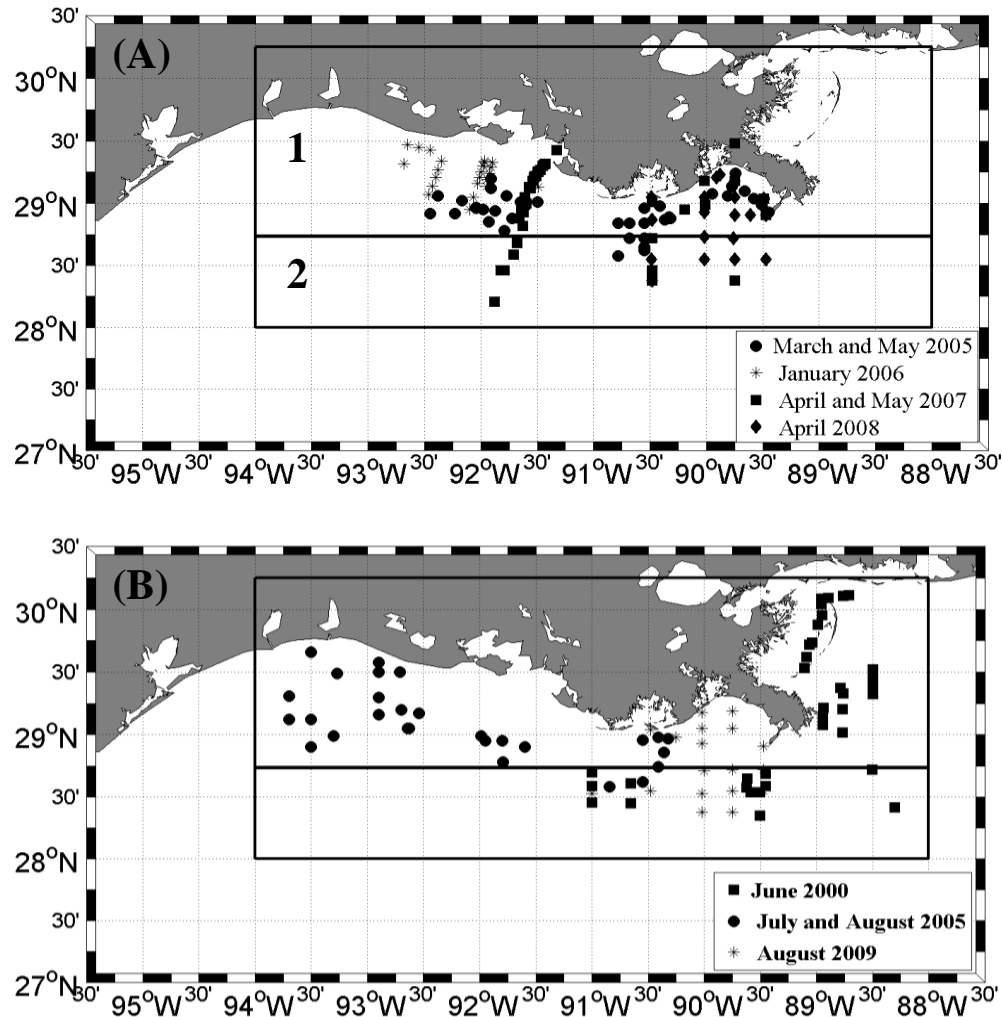 (A)
30'
30°N
30'
29°N
30'
28°N
30'
27°N
1
2
March and May 2005
January 2006
April and May 2007
April 2008
30' 95°W 30' 94°W 30' 93°W 30' 92°W 30' 91°W 30' 90°W 30' 89°W 30' 88°W 30'
(B)
30'
30°N
30'
29°N
30'
28°N
30'
27°N
June 2000
July and August 2005
August 2009
30' 95°W 30' 94°W 30' 93°W 30' 92°W 30' 91°W 30' 90°W 30' 89°W 30' 88°W 30'